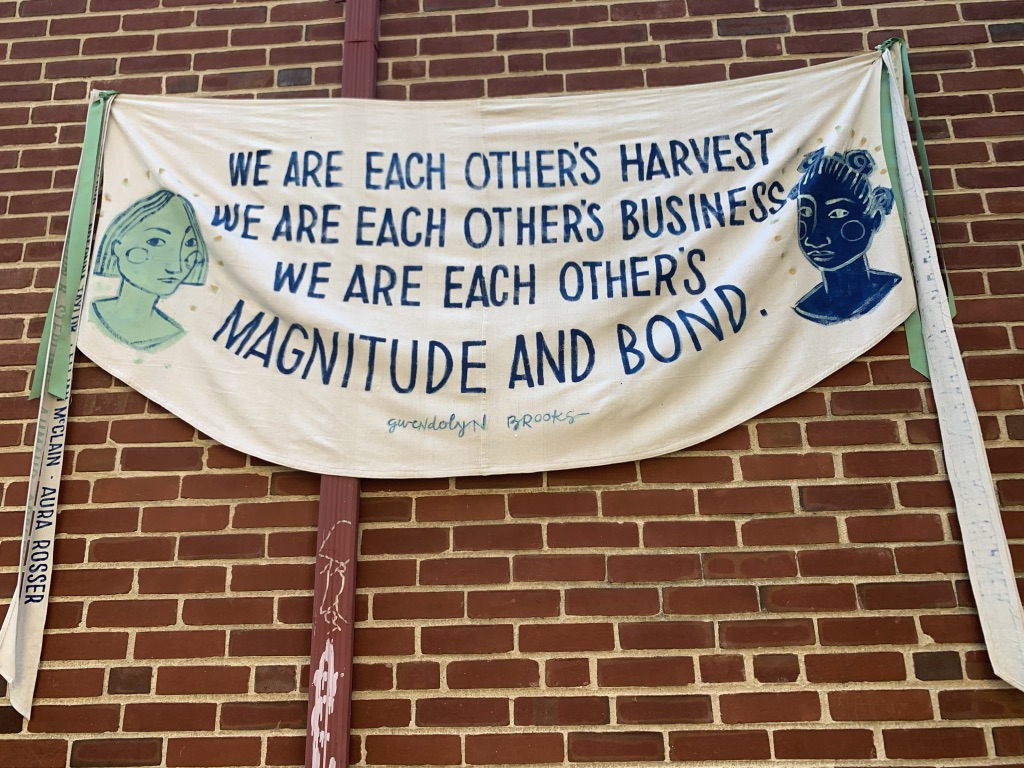 WE ARE EACH OTHER'S HARVEST
WE ARE EACH OTHER'S BUSINESS
WE ARE EACH OTHER'S
MAGNITUDE AND BOND.
gwendolyn BROOKS
McCLAIN · AURA ROSSER